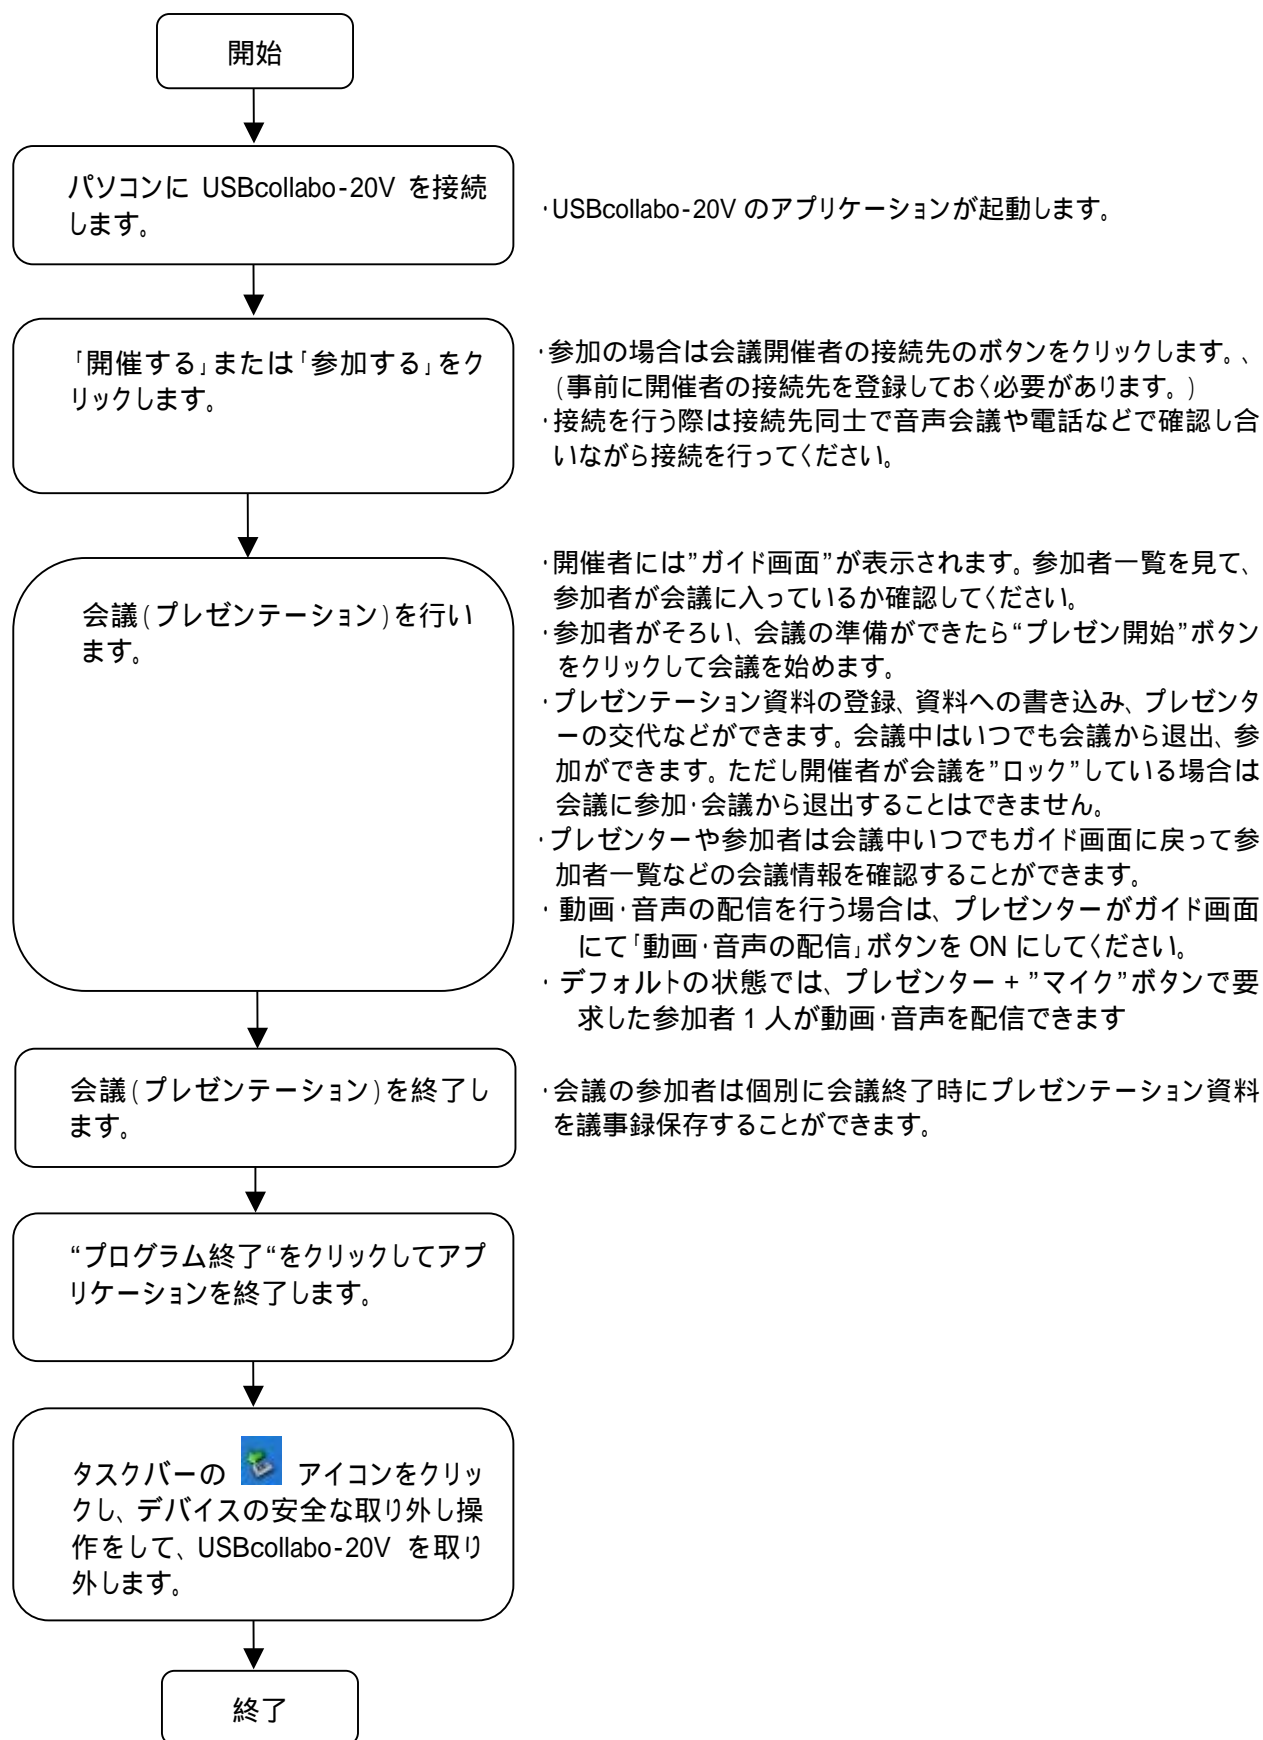 開始
パソコンに USBcollabo-20V を接続
します。
・USBcollabo-20V のアプリケーションが起動します。
「開催する」または「参加する」をク
リックします。
・参加の場合は会議開催者の接続先のボタンをクリックします。、
(事前に開催者の接続先を登録しておく必要があります。)
・接続を行う際は接続先同士で音声会議や電話などで確認し合
いながら接続を行ってください。
会議(プレゼンテーション)を行い
ます。
・開催者には”ガイド画面”が表示されます。参加者一覧を見て、
参加者が会議に入っているか確認してください。
・参加者がそろい、会議の準備ができたら“プレゼン開始”ボタン
をクリックして会議を始めます。
・プレゼンテーション資料の登録、資料への書き込み、プレゼンタ
ーの交代などができます。会議中はいつでも会議から退出、参
加ができます。ただし開催者が会議を”ロック”している場合は
会議に参加・会議から退出することはできません。
・プレゼンターや参加者は会議中いつでもガイド画面に戻って参
加者一覧などの会議情報を確認することができます。
・動画・音声の配信を行う場合は、プレゼンターがガイド画面
にて「動画・音声の配信」ボタンを ON にしてください。
・デフォルトの状態では、プレゼンター + ”マイク”ボタンで要
求した参加者 1 人が動画・音声を配信できます
会議(プレゼンテーション)を終了し
ます。
・会議の参加者は個別に会議終了時にプレゼンテーション資料
を議事録保存することができます。
“プログラム終了“をクリックしてアプ
リケーションを終了します。
タスクバーの アイコンをクリッ
クし、デバイスの安全な取り外し操
作をして、USBcollabo-20V を取り
外します。
終了